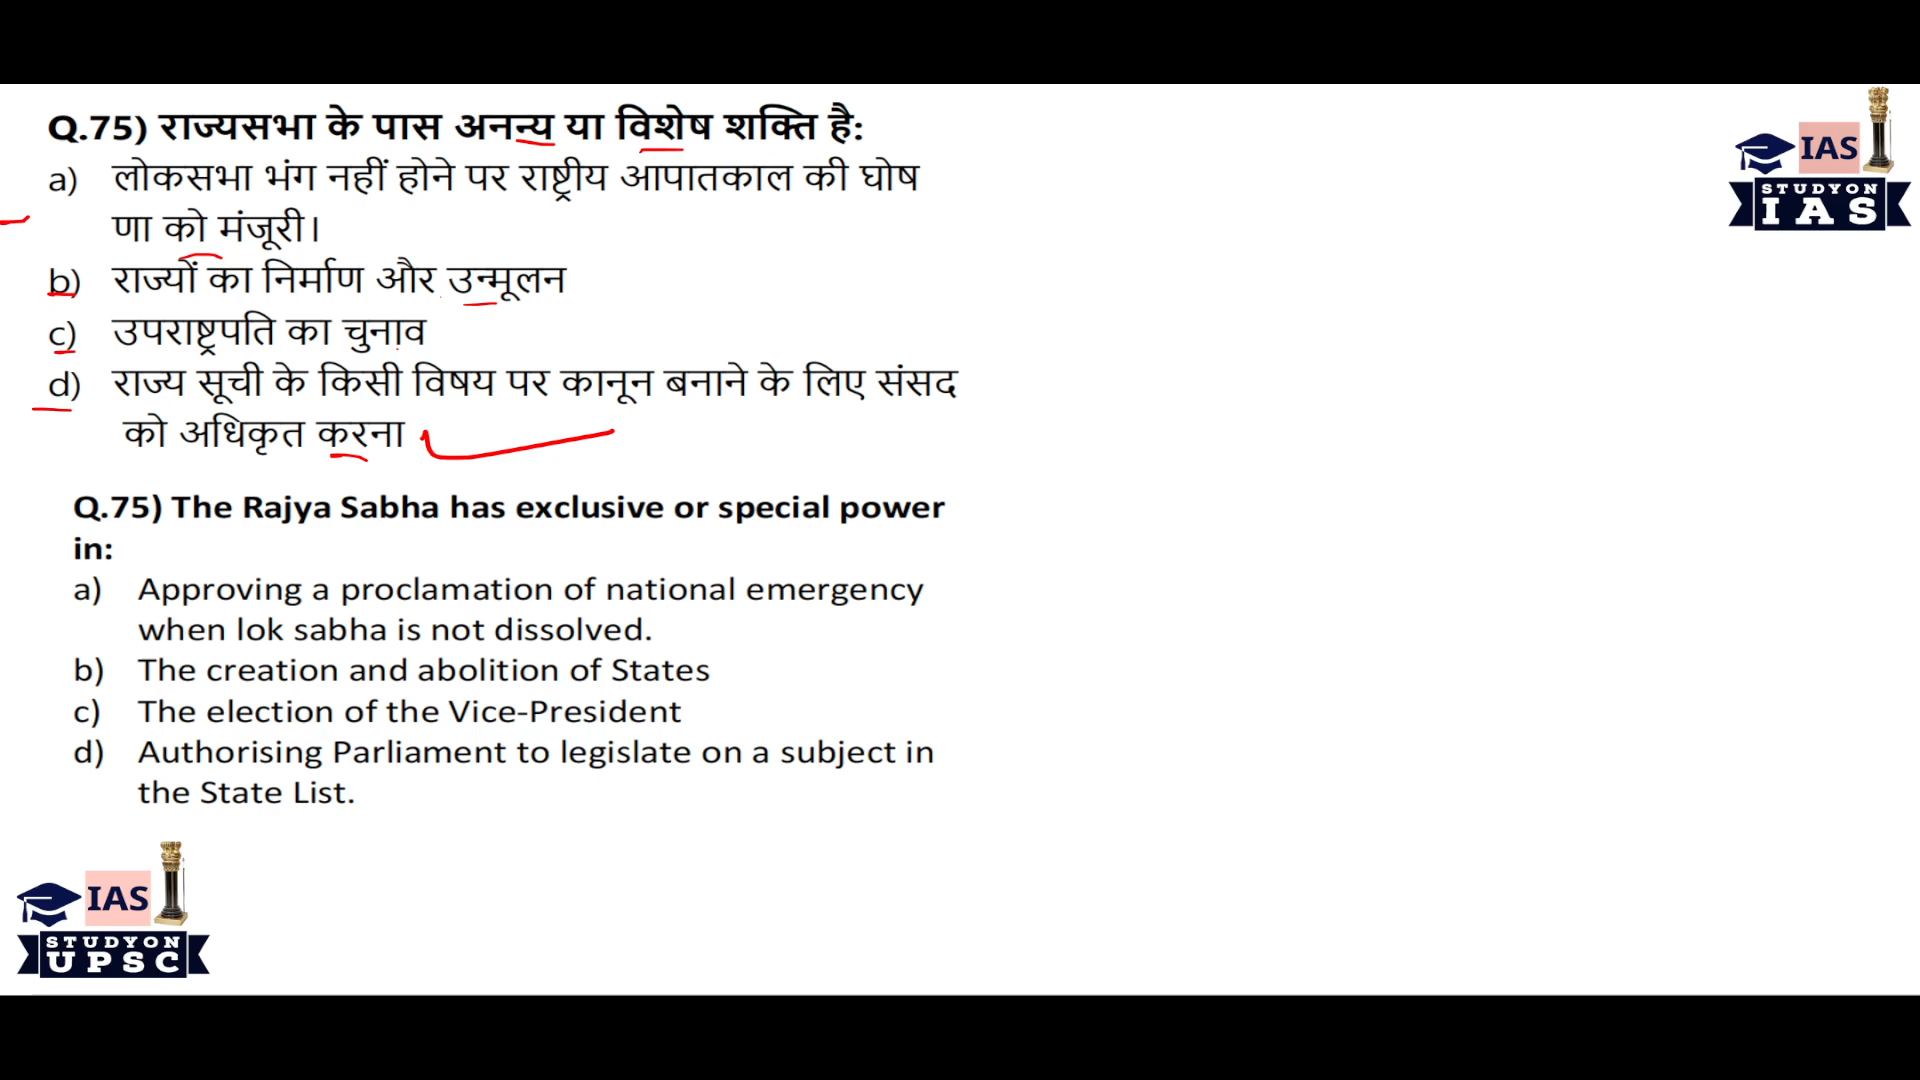 Q.75) राज्यसभा के पास अनन्य या विशेष शक्ति है:
IAS
STUDYON
IAS
a) लोकसभा भंग नहीं होने पर राष्ट्रीय आपातकाल की घोष
णा को मंजूरी।
b) राज्यों का निर्माण और उन्मूलन
c) उपराष्ट्रपति का चुनाव
d) राज्य सूची के किसी विषय पर कानून बनाने के लिए संसद
को अधिकृत करना
Q.75) The Rajya Sabha has exclusive or special power
in:
a) Approving a proclamation of national emergency
when lok sabha is not dissolved.
b) The creation and abolition of States
c) The election of the Vice-President
d) Authorising Parliament to legislate on a subject in
the State List.
IAS
STUDYON
UPSC